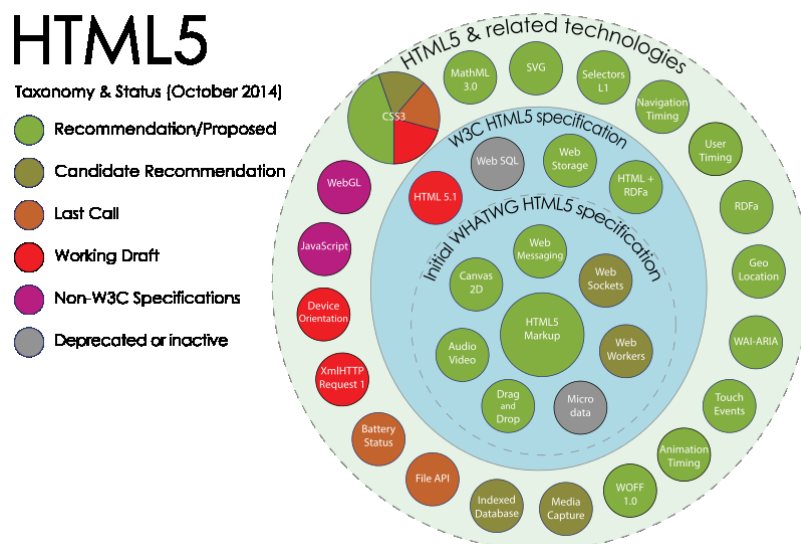 HTML5
Taxonomy & Status (October 2014)
Recommendation/Proposed
Candidate Recommendation
Last Call
Working Draft
Non-W3C Specifications
Deprecated or inactive
HTML5 & related technologies
CSS3
MathML
3.0
SVG
Selectors
L1
Navigation
Timing
User
Timing
RDFa
Geo
Location
WAI-ARIA
Touch
Events
Animation
Timing
WOFF
1.0
Media
Capture
Indexed
Database
File API
Battery
Status
XmlHTTP
Request 1
Device
Orientation
JavaScript
WebGL
W3C HTML5 specification
HTML 5.1
Web SQL
Web
Storage
HTML +
RDFa
Initial WHATWG HTML5 specification
Web
Messaging
Web
Sockets
Web
Workers
Micro
data
Drag
and
Drop
Audio
Video
Canvas
2D
HTML5
Markup